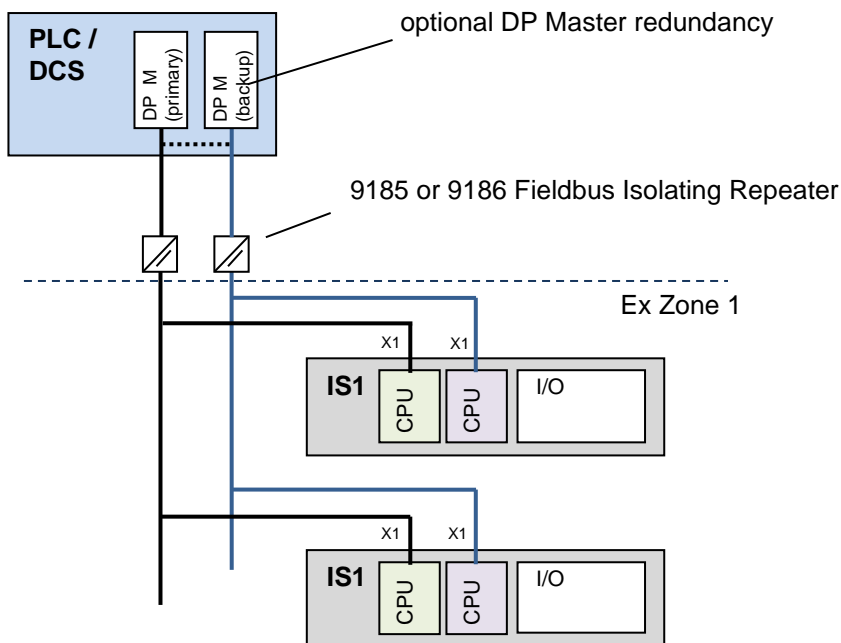 optional DP Master redundancy
PLC /
DCS
DP M
(primary)
DP M
(backup)
9185 or 9186 Fieldbus Isolating Repeater
Ex Zone 1
X1
X1
IS1
CPU
CPU
I/O
X1
X1
IS1
CPU
CPU
I/O